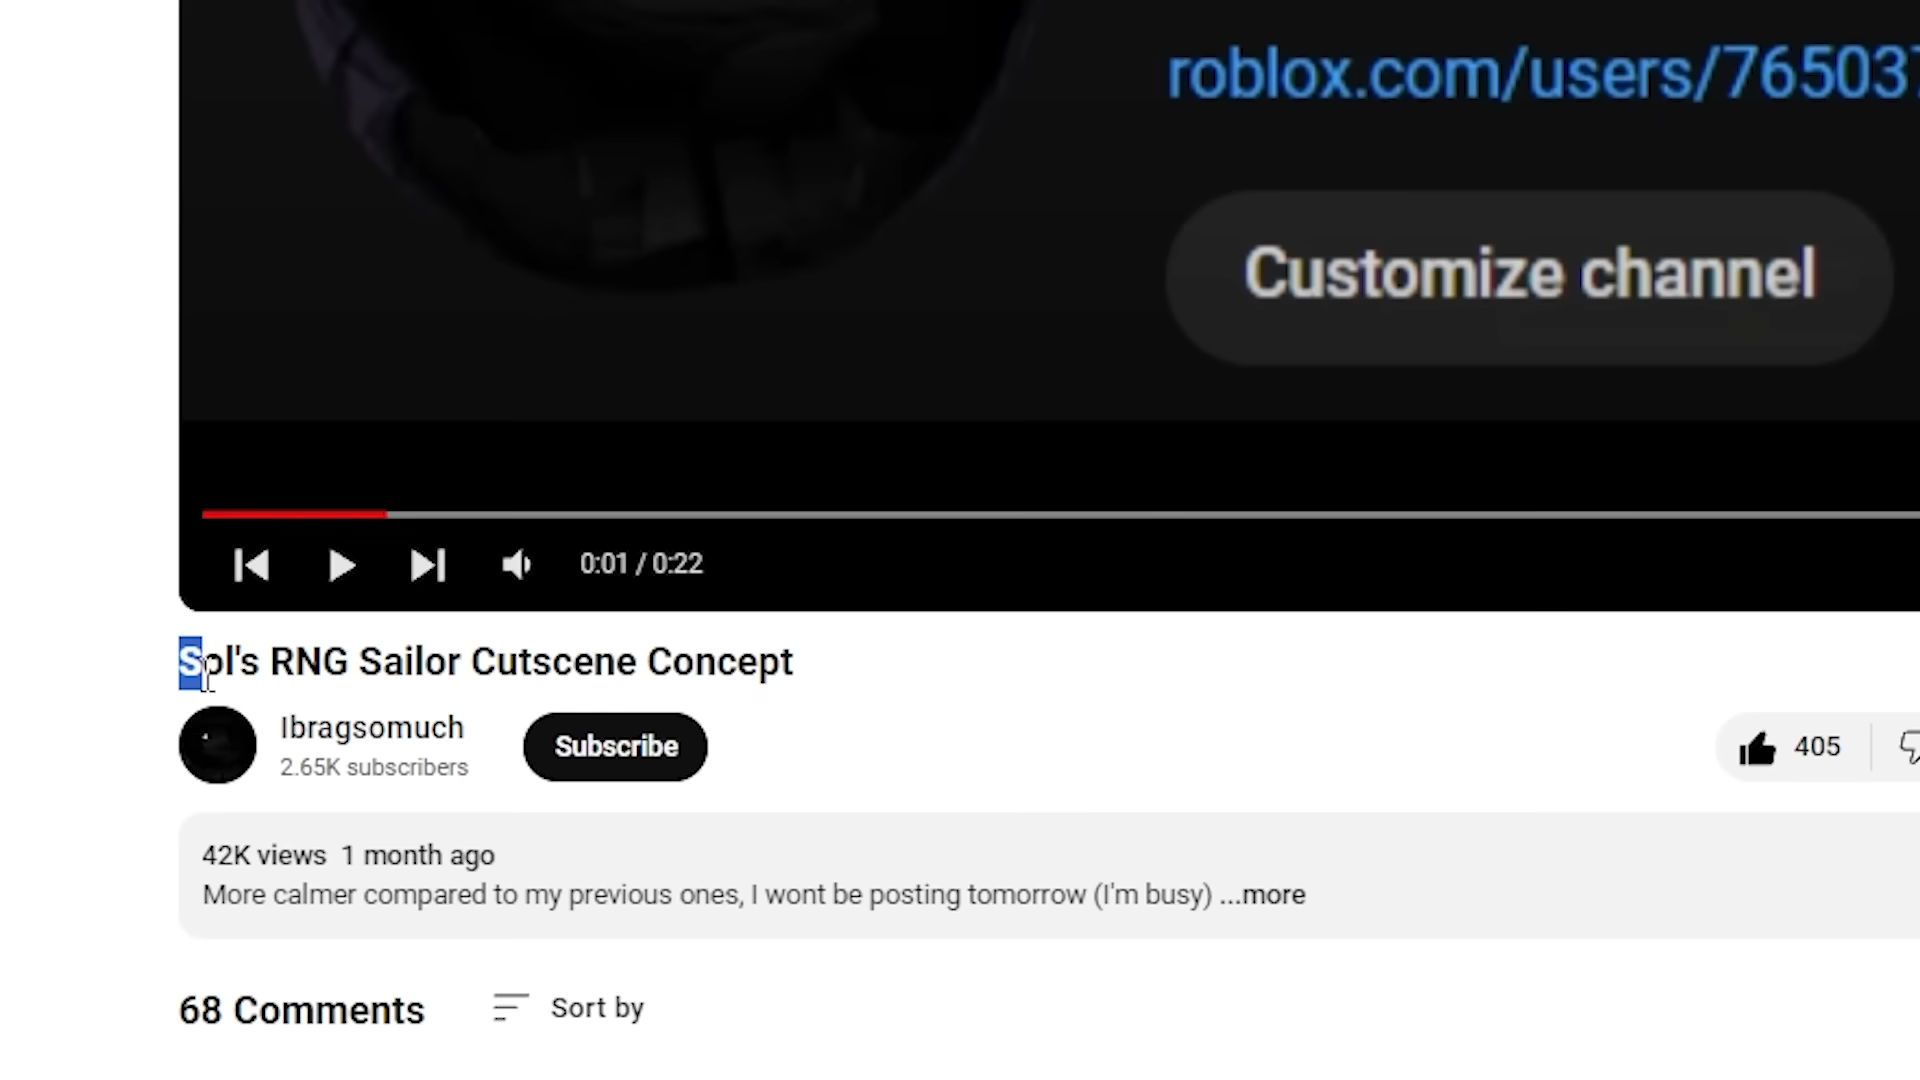 roblox.com/users/76503
Customize channel
0:01 / 0:22
Sol's RNG Sailor Cutscene Concept
Ibragsomuch
2.65K subscribers
Subscribe
405
42K views 1 month ago
More calmer compared to my previous ones, I wont be posting tomorrow (I'm busy) ...more
68 Comments
Sort by